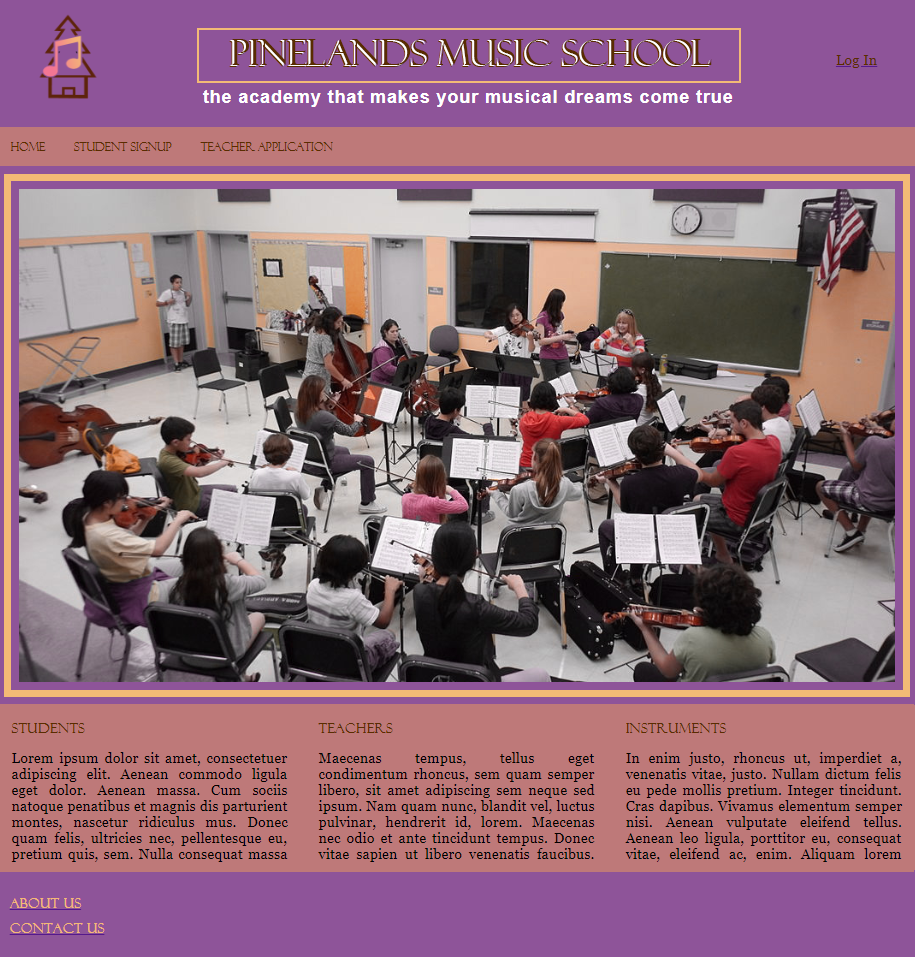 PINELANDS MUSIC SCHOOL
the academy that makes your musical dreams come true
Log In
HOME STUDENT SIGNUP TEACHER APPLICATION
STUDENTS
Lorem ipsum dolor sit amet, consectetuer
adipiscing elit. Aenean commodo ligula
eget dolor. Aenean massa. Cum sociis
natoque penatibus et magnis dis parturient
montes, nascetur ridiculus mus. Donec
quam felis, ultricies nec, pellentesque eu,
pretium quis, sem. Nulla consequat massa
TEACHERS
Maecenas tempus, tellus eget
condimentum rhoncus, sem quam semper
libero, sit amet adipiscing sem neque sed
ipsum. Nam quam nunc, blandit vel, luctus
pulvinar, hendrerit id, lorem. Maecenas
nec odio et ante tincidunt tempus. Donec
vitae sapien ut libero venenatis faucibus.
INSTRUMENTS
In enim justo, rhoncus ut, imperdiet a,
venenatis vitae, justo. Nullam dictum felis
eu pede mollis pretium. Integer tincidunt.
Cras dapibus. Vivamus elementum semper
nisi. Aenean vulputate eleifend tellus.
Aenean leo ligula, porttitor eu, consequat
vitae, eleifend ac, enim. Aliquam lorem
ABOUT US
CONTACT US